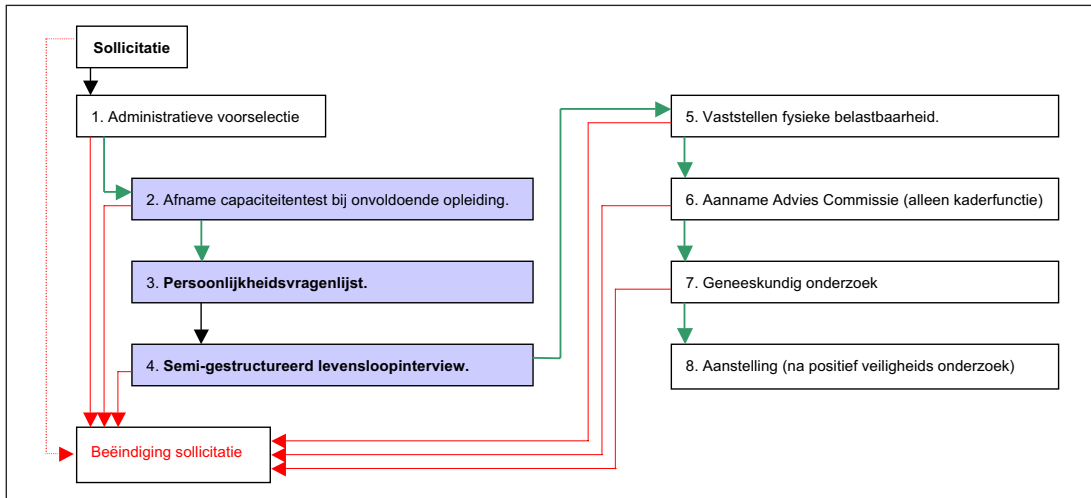 Sollicitatie
1. Administratieve voorselectie
2. Afname capaciteitentest bij onvoldoende opleiding.
3. Persoonlijkheidsvragenlijst.
4. Semi-gestructureerd levensloopinterview.
Beëindiging sollicitatie
5. Vaststellen fysieke belastbaarheid.
6. Aanname Advies Commissie (alleen kaderfunctie)
7. Geneeskundig onderzoek
8. Aanstelling (na positief veiligheids onderzoek)